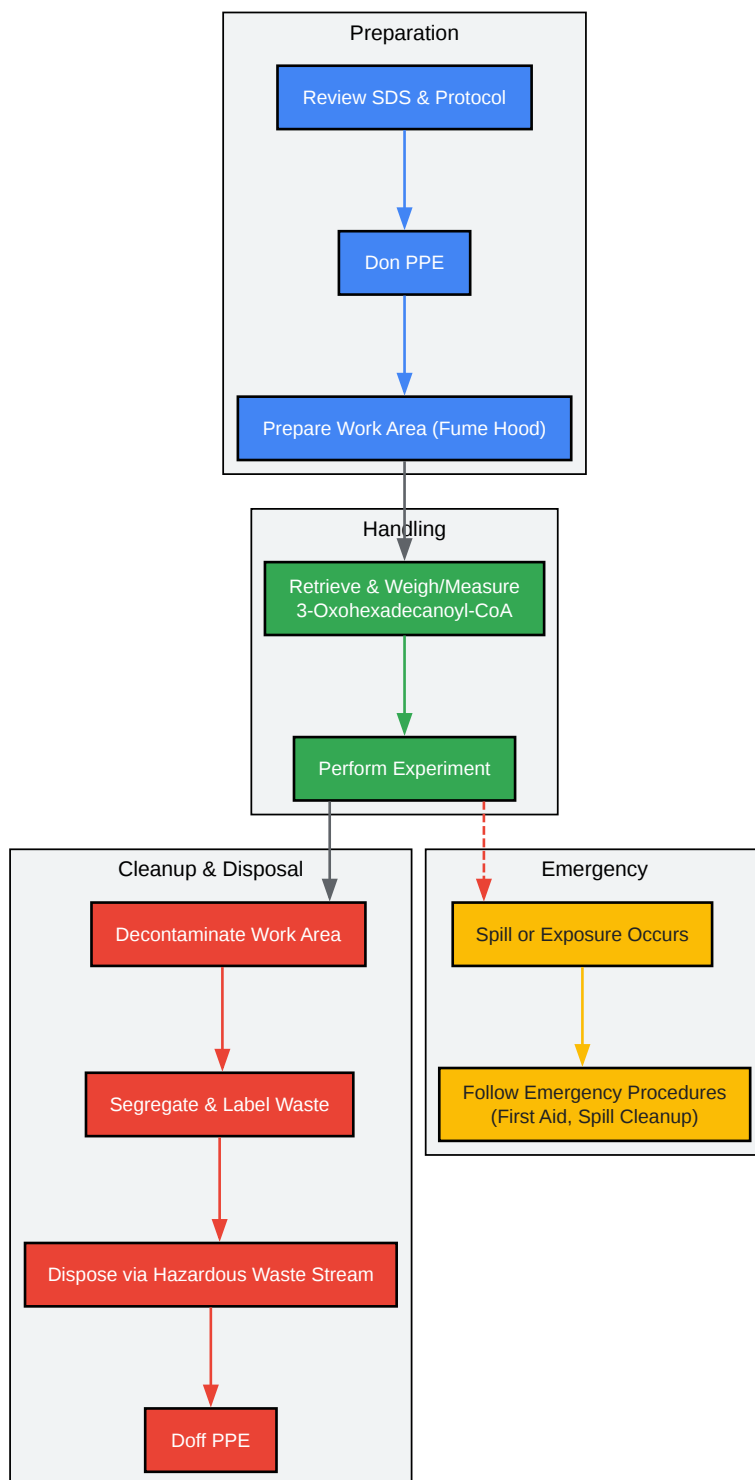 Preparation
Review SDS & Protocol
Don PPE
Prepare Work Area (Fume Hood)
Handling
Retrieve & Weigh/Measure
3-Oxohexadecanoyl-CoA
Perform Experiment
Cleanup & Disposal
Decontaminate Work Area
Segregate & Label Waste
Dispose via Hazardous Waste Stream
Doff PPE
Emergency
Spill or Exposure Occurs
Follow Emergency Procedures
(First Aid, Spill Cleanup)